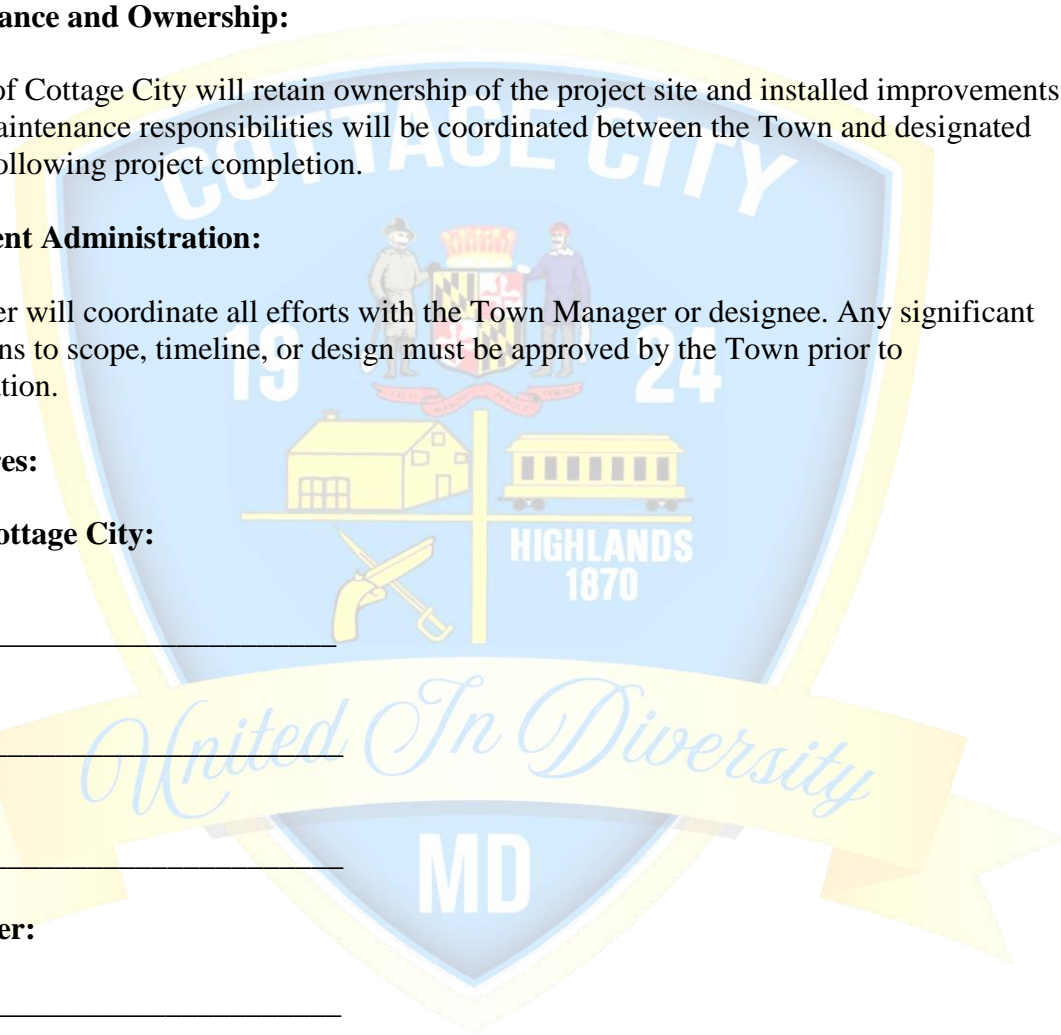 ance and Ownership:
of Cottage City will retain ownership of the project site and installed improvements
aintenance responsibilities will be coordinated between the Town and designated
ollowing project completion.
ent Administration:
er will coordinate all efforts with the Town Manager or designee. Any significant
ns to scope, timeline, or design must be approved by the Town prior to
tion.
res:
ottage City:
er:
COTTAGE CITY
19 24
HIGHLANDS
1870
United In Diversity
MD